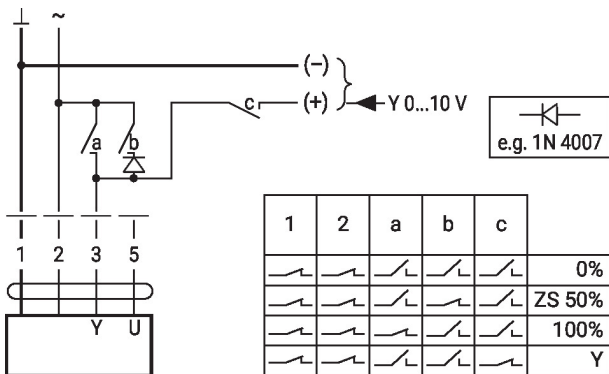 ⊥ ~
(–)
c (+) Y 0...10 V
a b
e.g. 1N 4007
1 2 3 5
Y U
1 2 a b c
0%
ZS 50%
100%
Y